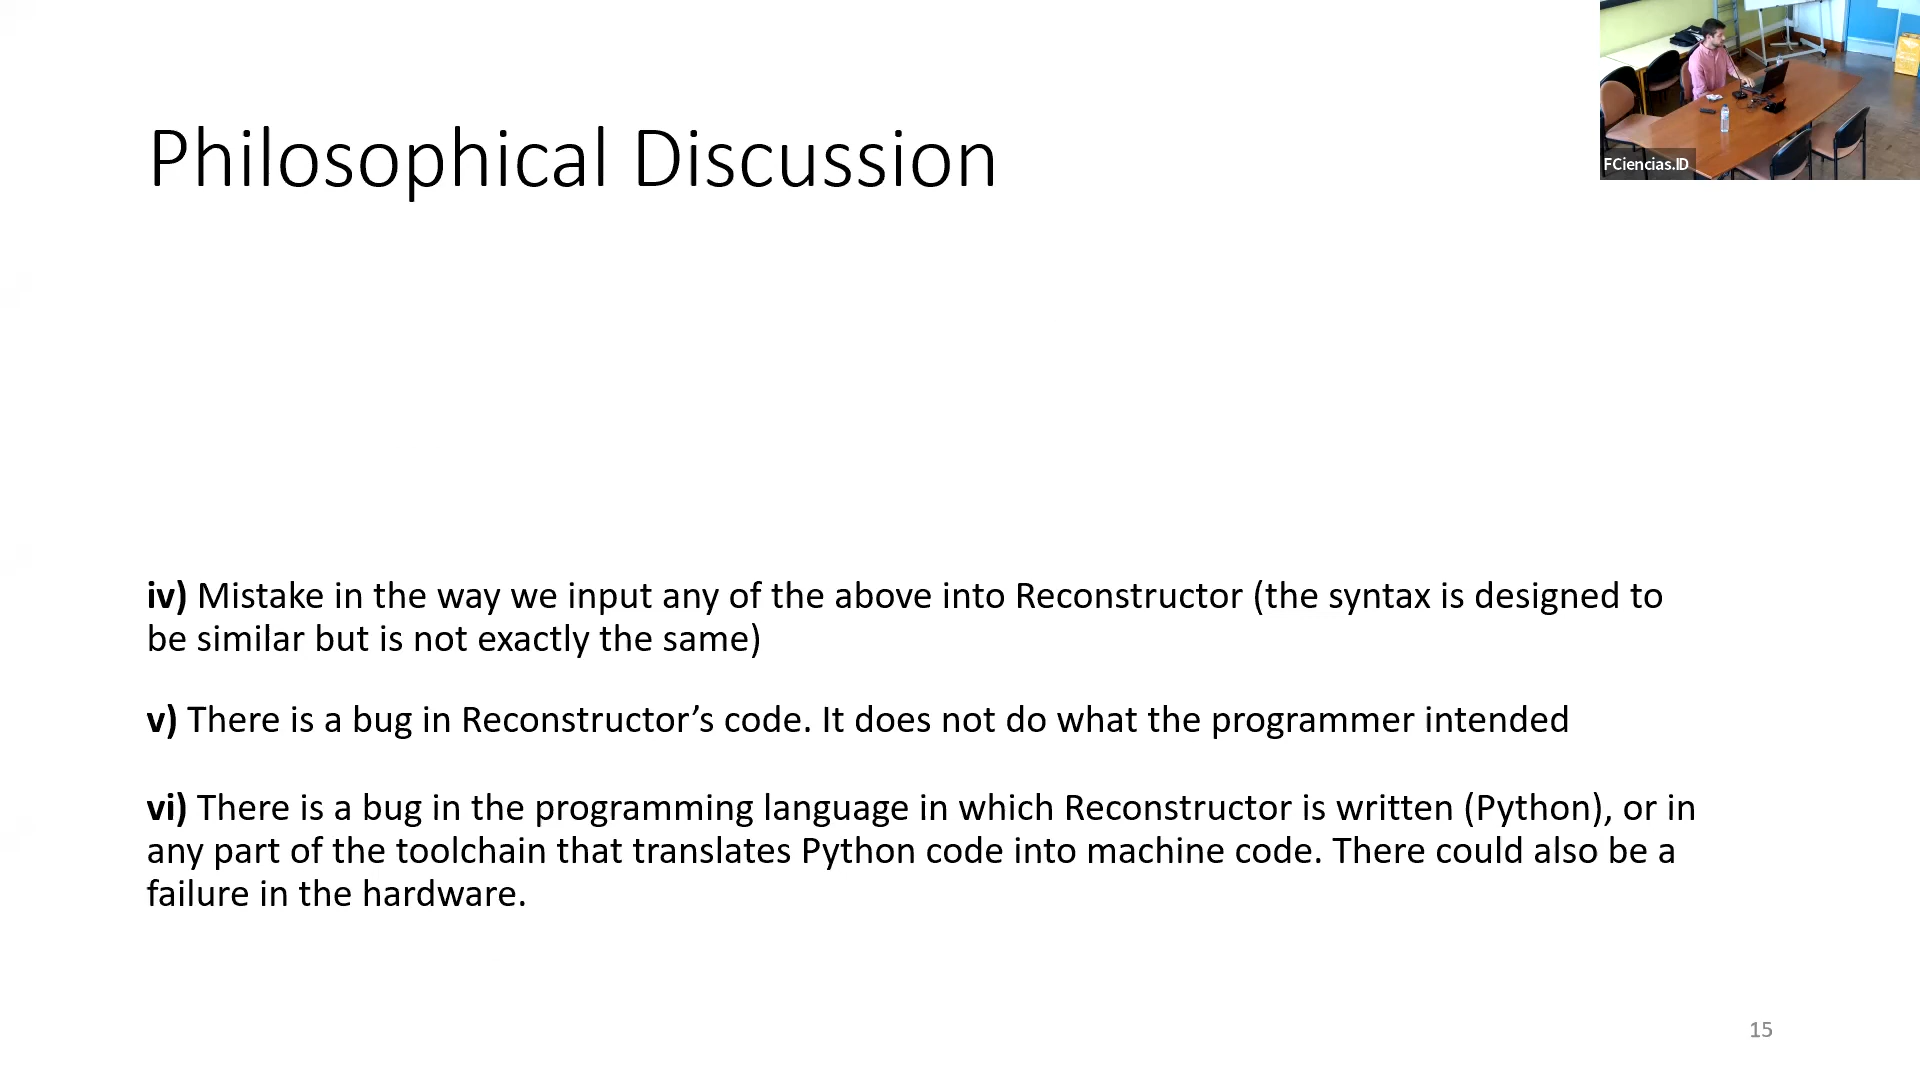 Philosophical Discussion
FCiencias.ID
iv) Mistake in the way we input any of the above into Reconstructor (the syntax is designed to
be similar but is not exactly the same)
v) There is a bug in Reconstructor’s code. It does not do what the programmer intended
vi) There is a bug in the programming language in which Reconstructor is written (Python), or in
any part of the toolchain that translates Python code into machine code. There could also be a
failure in the hardware.
15